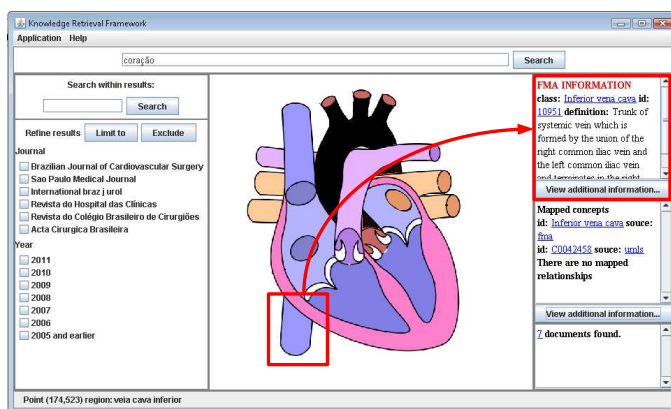 Knowledge Retrieval Framework
Application Help
coração
Search
Search within results:
Search
Refine results
Limit to
Exclude
Journal
Brazilian Journal of Cardiovascular Surgery
Sao Paulo Medical Journal
International braz j urol
Revista do Hospital das Clínicas
Revista do Colégio Brasileiro de Cirurgiões
Acta Cirurgica Brasileira
Year
2011
2010
2009
2008
2007
2006
2005 and earlier
FMA INFORMATION
class: Inferior vena cava id:
10951 definition: Trunk of
systemic vein which is
formed by the union of the
right common iliac vein and
the left common iliac vein
and terminates in the right
View additional information...
Mapped concepts
id: Inferior vena cava souce:
fma
id: C0042458 souce: umls
There are no mapped
relationships
View additional information...
7 documents found.
Point (174,523) region: veia cava inferior